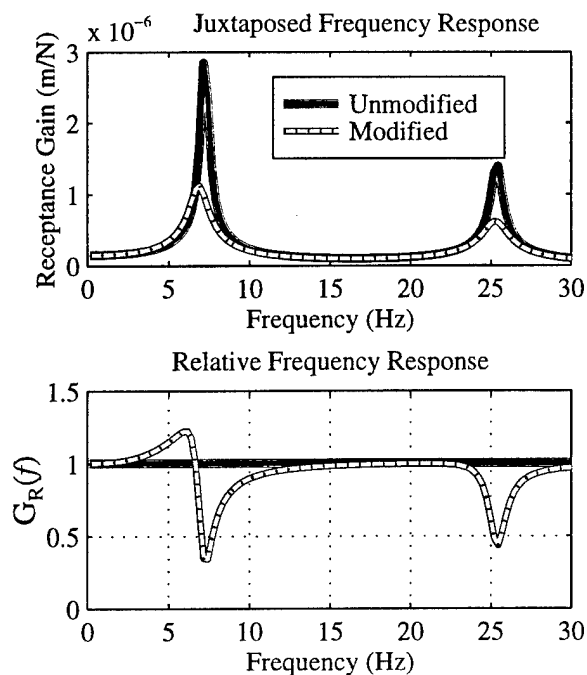 x 10⁻⁶ Juxtaposed Frequency Response
Receptance Gain (m/N)
3
2
1
0
Unmodified
Modified
0 5 10 15 20 25 30
Frequency (Hz)
Relative Frequency Response
G_R(f)
1.5
1
0.5
0
0 5 10 15 20 25 30
Frequency (Hz)